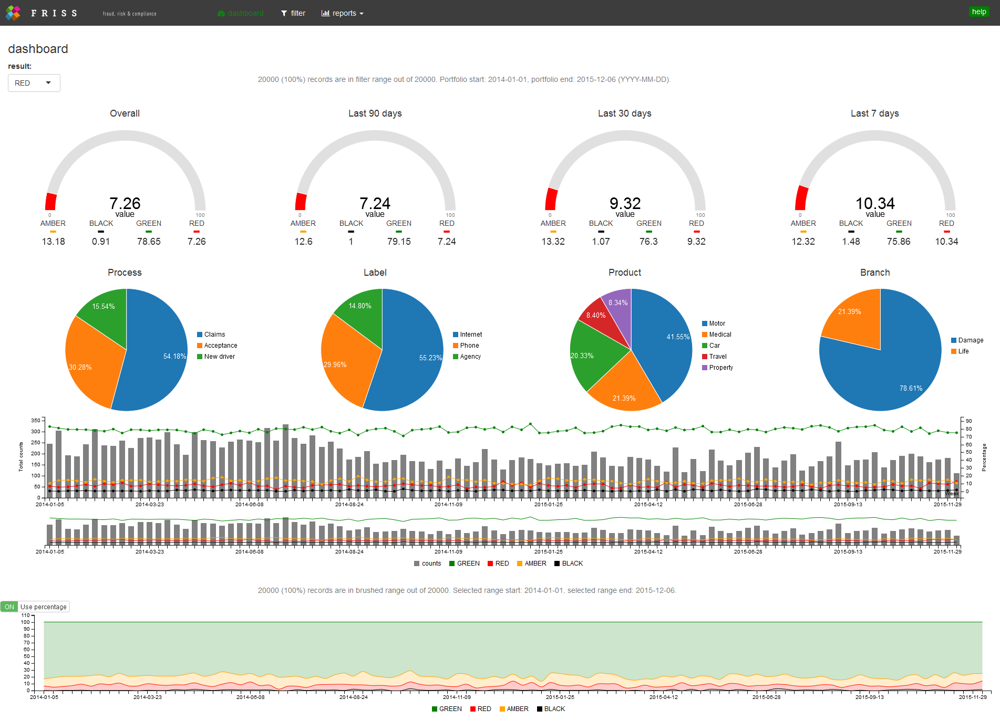 FRISS fraud, risk & compliance dashboard filter reports help
dashboard
result:
RED
20000 (100%) records are in filter range out of 20000. Portfolio start: 2014-01-01, portfolio end: 2015-12-06 (YYYY-MM-DD).
Overall
7.26
value
0 100
AMBER BLACK GREEN RED
13.18 0.91 78.65 7.26
Last 90 days
7.24
value
0 100
AMBER BLACK GREEN RED
12.6 1 79.15 7.24
Last 30 days
9.32
value
0 100
AMBER BLACK GREEN RED
13.32 1.07 76.3 9.32
Last 7 days
10.34
value
0 100
AMBER BLACK GREEN RED
12.32 1.48 75.86 10.34
Process
15.54%
54.18%
30.28%
Claims
Acceptance
New driver
Label
14.80%
55.23%
29.96%
Internet
Phone
Agency
Product
8.34%
8.40%
41.55%
20.33%
21.39%
Motor
Medical
Car
Travel
Property
Branch
21.39%
78.61%
Damage
Life
Total counts
350
300
250
200
150
100
50
0
90
80
70
60
50
40
30
20
10
0
Percentage
Week
2014-01-05 2014-03-23 2014-06-08 2014-08-24 2014-11-09 2015-01-25 2015-04-12 2015-06-28 2015-09-13 2015-11-29
2014-01-05 2014-03-23 2014-06-08 2014-08-24 2014-11-09 2015-01-25 2015-04-12 2015-06-28 2015-09-13 2015-11-29
counts GREEN RED AMBER BLACK
20000 (100%) records are in brushed range out of 20000. Selected range start: 2014-01-01, selected range end: 2015-12-06.
ON Use percentage
110
100
90
80
70
60
50
40
30
20
10
0
2014-01-05 2014-03-23 2014-06-08 2014-08-24 2014-11-09 2015-01-25 2015-04-12 2015-06-28 2015-09-13 2015-11-29
GREEN RED AMBER BLACK